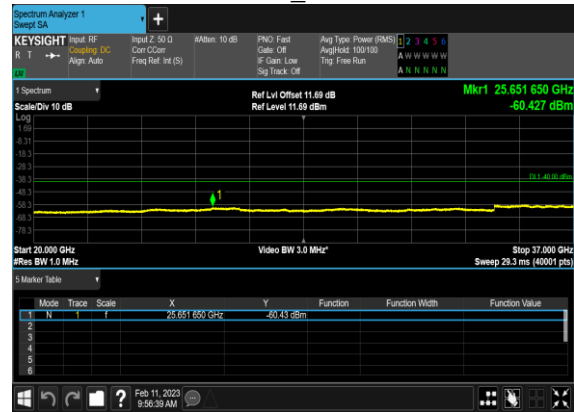 Spectrum Analyzer 1
Swept SA
KEYSIGHT Input: RF Input Z: 50 Ω #Atten: 10 dB PNO: Fast Avg Type: Power (RMS) 1 2 3 4 5 6
R T Coupling: DC Corr CCorr Gate: Off Avg|Hold: 100/100 A W W W W W
Align: Auto Freq Ref: Int (S) IF Gain: Low Trig: Free Run
Sig Track: Off A N N N N N
1 Spectrum Ref Lvl Offset 11.69 dB Mkr1 25.651 650 GHz
Scale/Div 10 dB Ref Level 11.69 dBm -60.427 dBm
Log
1.69
-8.31
-18.3
-28.3
-38.3 DL1 -40.00 dBm
-48.3
1
-58.3
-68.3
-78.3
Start 20.000 GHz Video BW 3.0 MHz* Stop 37.000 GHz
#Res BW 1.0 MHz Sweep 29.3 ms (40001 pts)
5 Marker Table
Mode Trace Scale X Y Function Function Width Function Value
1 N 1 f 25.651 650 GHz -60.43 dBm
2
3
4
5
6
? Feb 11, 2023
9:56:39 AM